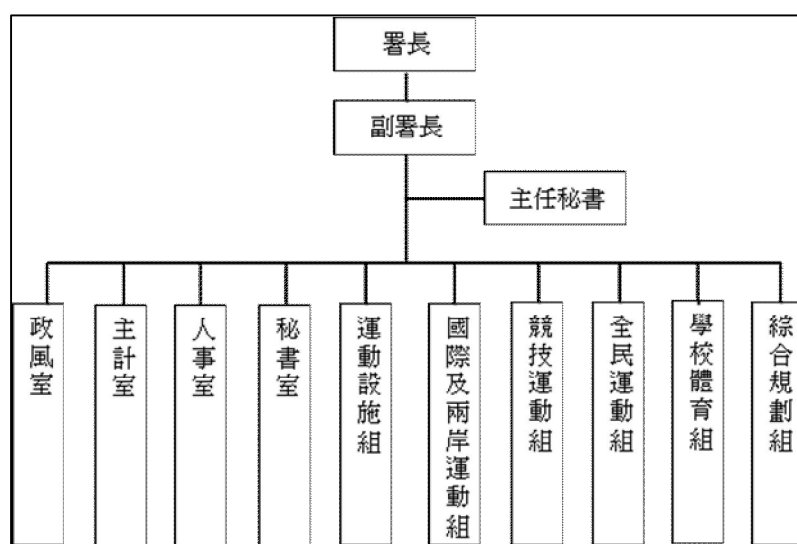 署長
副署長
主任秘書
政風室
主計室
人事室
秘書室
運動設施組
國際及兩岸運動組
競技運動組
全民運動組
學校體育組
綜合規劃組